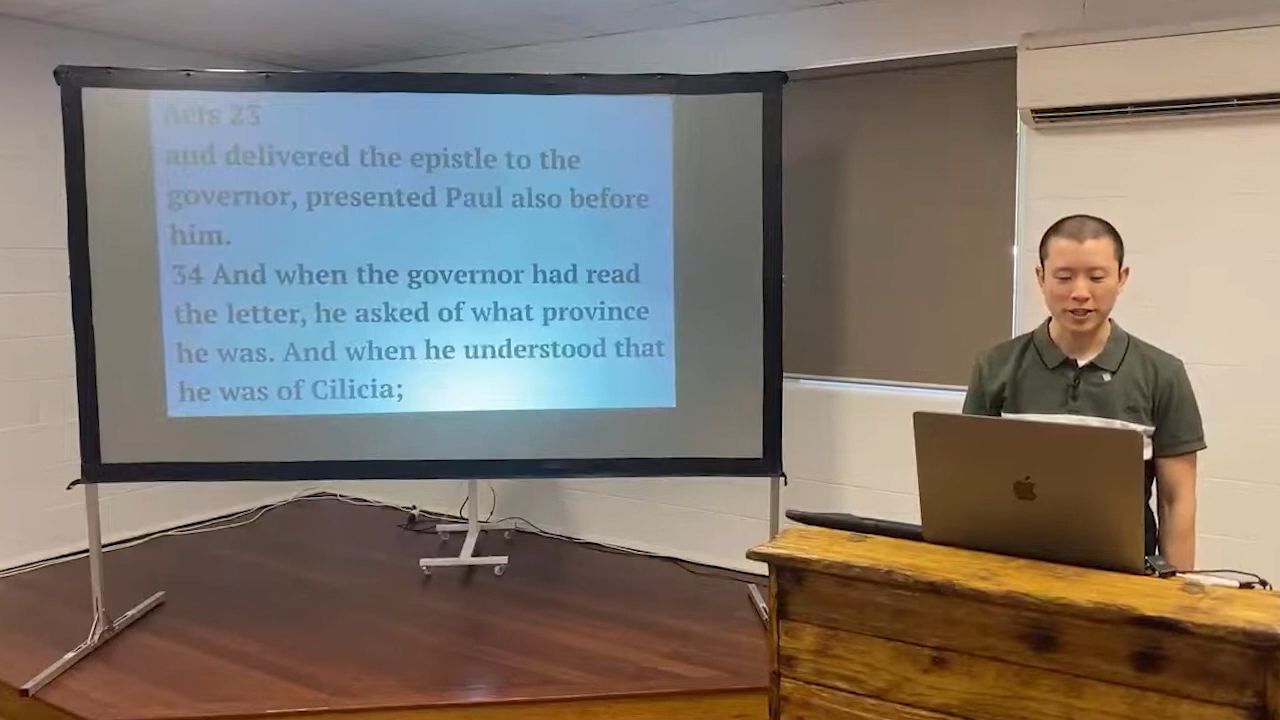 Acts 23
and delivered the epistle to the
governor, presented Paul also before
him.
34 And when the governor had read
the letter, he asked of what province
he was. And when he understood that
he was of Cilicia;